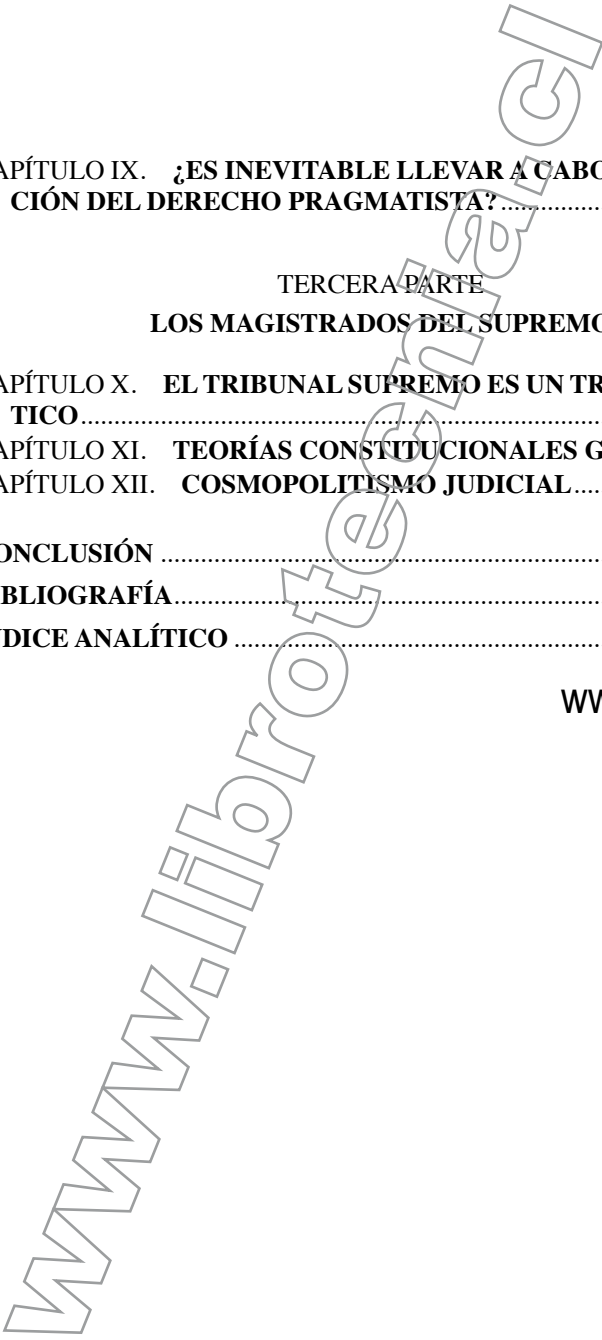 APÍTULO IX. ¿ES INEVITABLE LLEVAR A CABO
CIÓN DEL DERECHO PRAGMATISTA?
TERCERA PARTE
LOS MAGISTRADOS DEL SUPREMO
APÍTULO X. EL TRIBUNAL SUPREMO ES UN TR
TICO
APÍTULO XI. TEORÍAS CONSTITUCIONALES G
APÍTULO XII. COSMOPOLITISMO JUDICIAL
ONCLUSIÓN
BLIOGRAFÍA
DICE ANALÍTICO
WW
www.librotecnia.cl